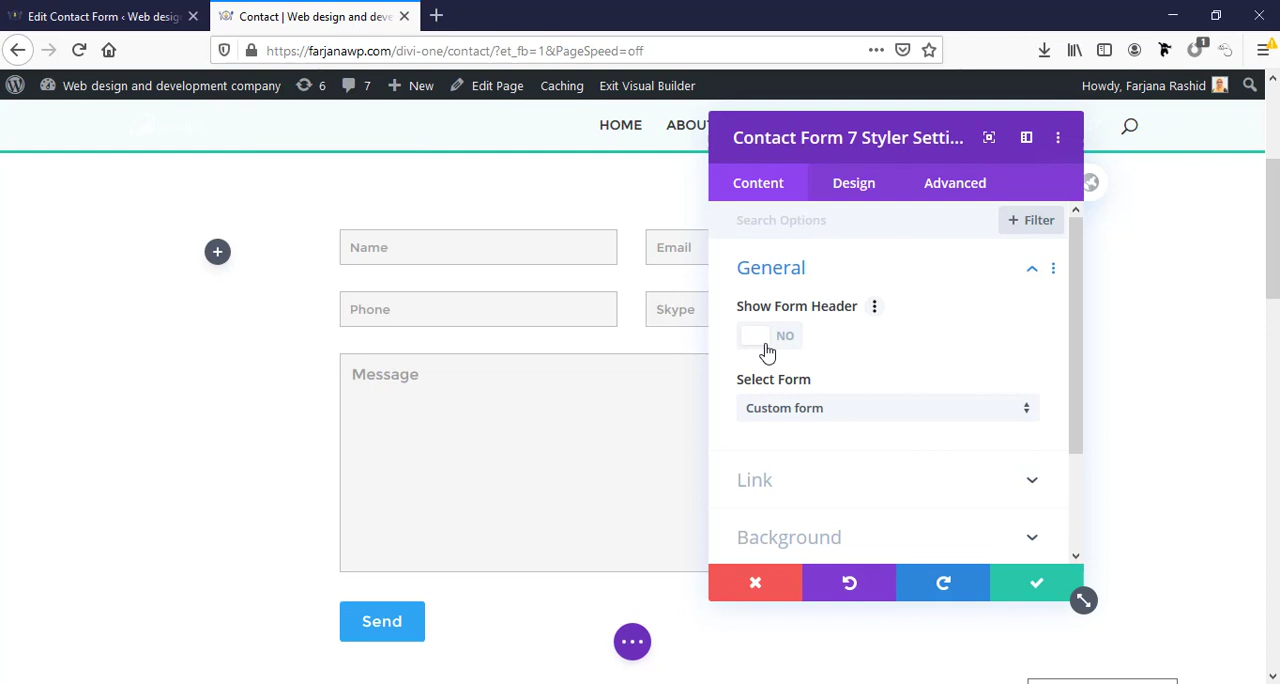 Edit Contact Form ‹ Web desig
Contact | Web design and deve
https://farjanawp.com/divi-one/contact/?et_fb=1&PageSpeed=off
1
Web design and development company
6
7
New
Edit Page
Caching
Exit Visual Builder
Howdy, Farjana Rashid
HOME
ABOU
Contact Form 7 Styler Setti...
Content
Design
Advanced
Search Options
+ Filter
General
Show Form Header
NO
Select Form
Custom form
Link
Background
Name
Email
Phone
Skype
Message
Send